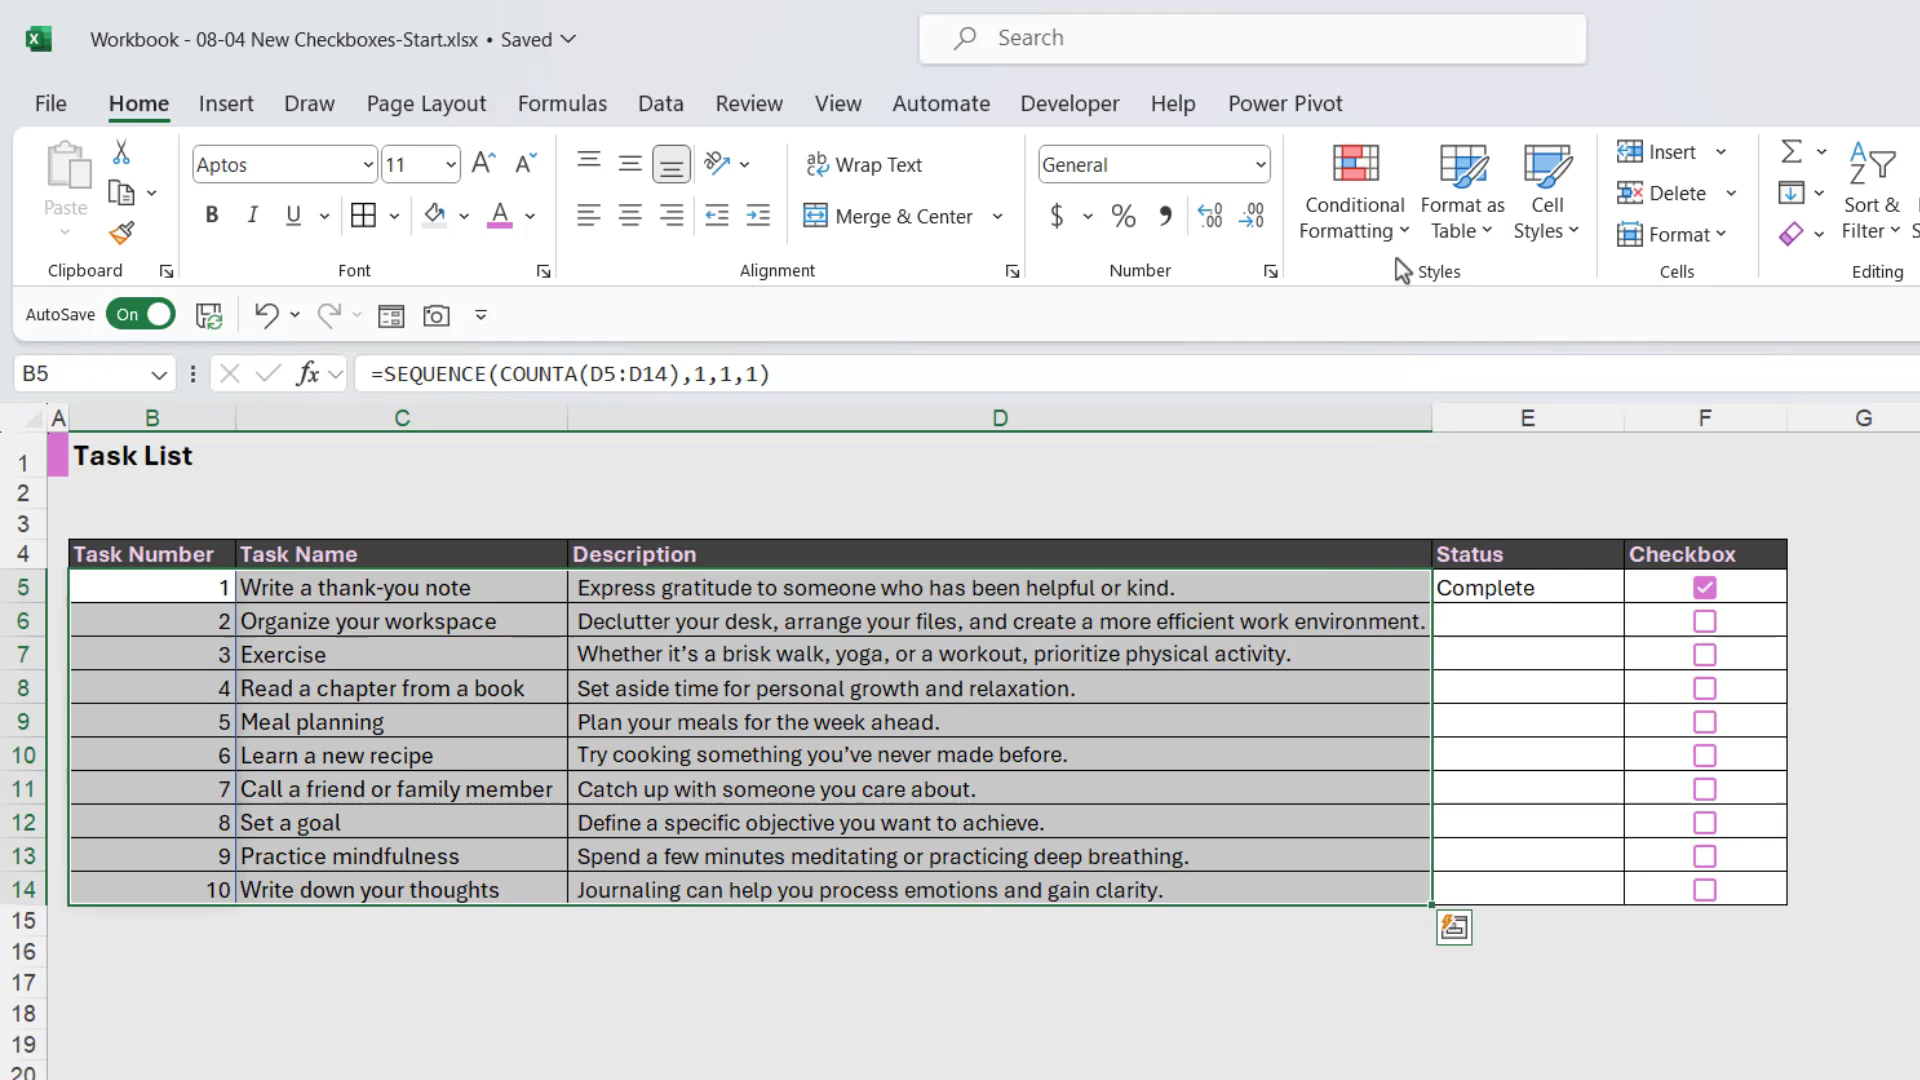 Workbook - 08-04 New Checkboxes-Start.xlsx • Saved
Search
File Home Insert Draw Page Layout Formulas Data Review View Automate Developer Help Power Pivot
Paste
Clipboard
Aptos 11
B I U A
Font
ab Wrap Text
Merge & Center
Alignment
General
$ % 9 .00 .00
Number
Conditional Formatting
Format as Table
Cell Styles
Styles
Insert
Delete
Format
Cells
Sort & Filter
Editing
AutoSave On
B5 fx =SEQUENCE(COUNTA(D5:D14),1,1,1)
A B C D E F G
1 Task List
2
3
4 Task Number Task Name Description Status Checkbox
5 1 Write a thank-you note Express gratitude to someone who has been helpful or kind. Complete
6 2 Organize your workspace Declutter your desk, arrange your files, and create a more efficient work environment.
7 3 Exercise Whether it’s a brisk walk, yoga, or a workout, prioritize physical activity.
8 4 Read a chapter from a book Set aside time for personal growth and relaxation.
9 5 Meal planning Plan your meals for the week ahead.
10 6 Learn a new recipe Try cooking something you’ve never made before.
11 7 Call a friend or family member Catch up with someone you care about.
12 8 Set a goal Define a specific objective you want to achieve.
13 9 Practice mindfulness Spend a few minutes meditating or practicing deep breathing.
14 10 Write down your thoughts Journaling can help you process emotions and gain clarity.
15
16
17
18
19
20